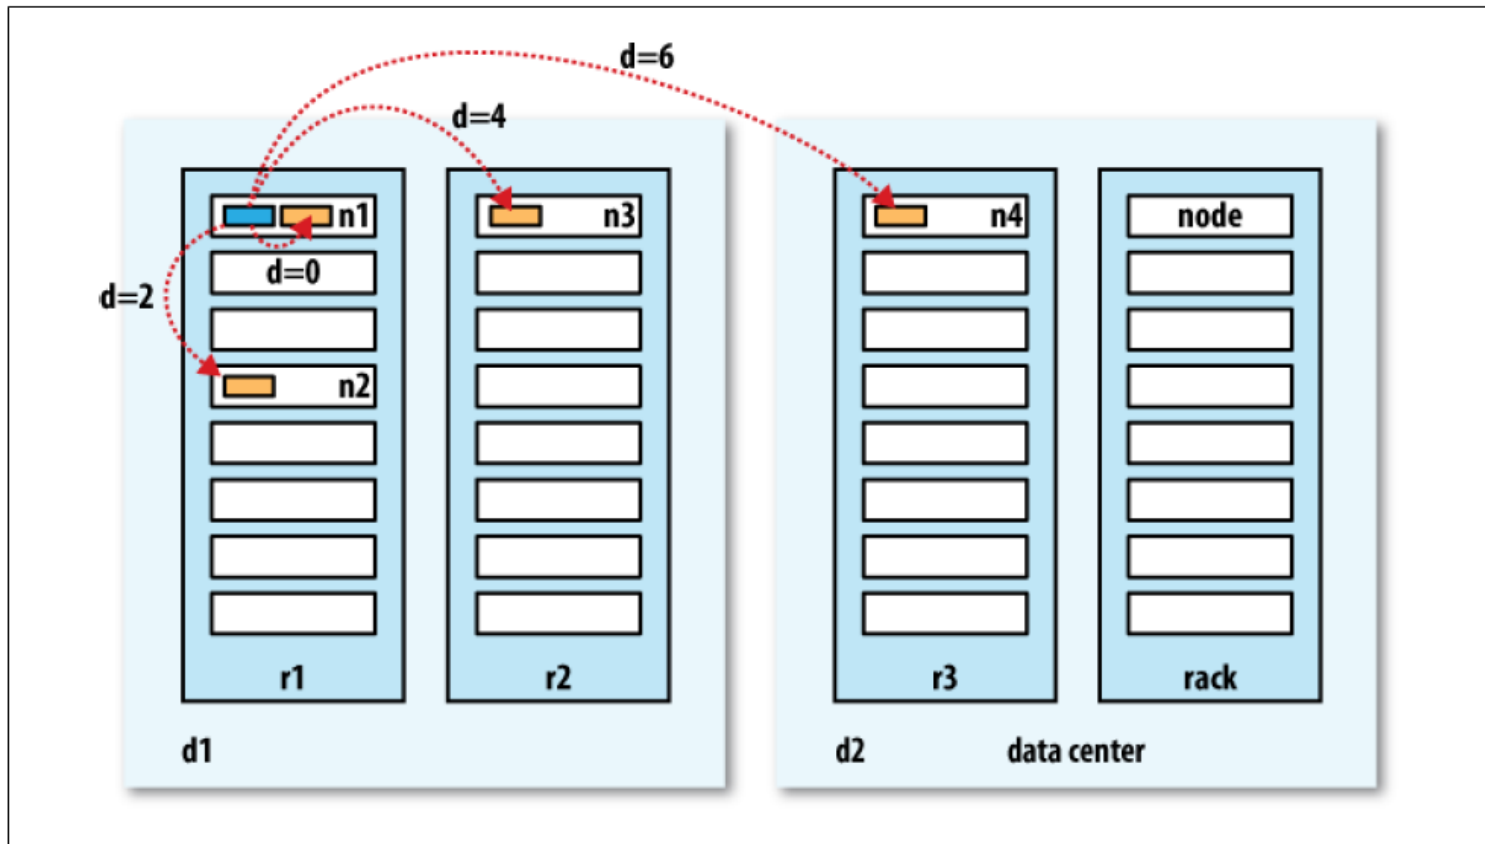 d=6
d=4
n1
n3
n4
node
d=0
d=2
n2
r1
r2
r3
rack
d1
d2
data center